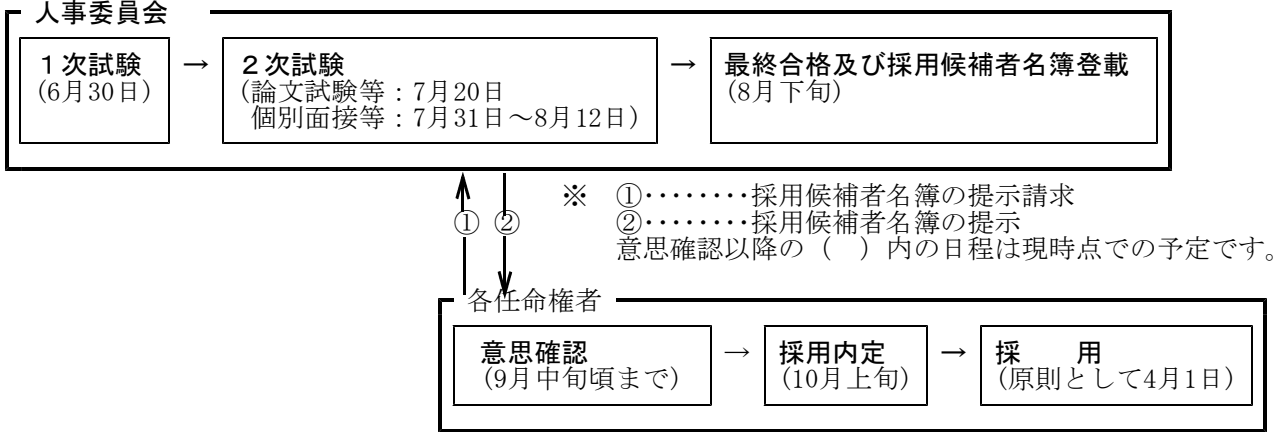 人事委員会
１次試験
(6月30日)
→
２次試験
(論文試験等：7月20日
個別面接等：7月31日～8月12日)
→
最終合格及び採用候補者名簿登載
(8月下旬)
① ②
※ ①････････採用候補者名簿の提示請求
②････････採用候補者名簿の提示
意思確認以降の（　）内の日程は現時点での予定です。
各任命権者
意思確認
(9月中旬頃まで)
→
採用内定
(10月上旬)
→
採　　用
(原則として4月1日)